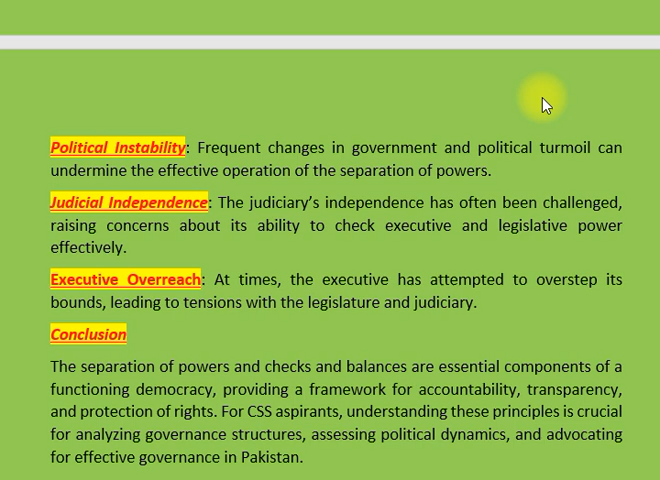 Political Instability: Frequent changes in government and political turmoil can
undermine the effective operation of the separation of powers.
Judicial Independence: The judiciary’s independence has often been challenged,
raising concerns about its ability to check executive and legislative power
effectively.
Executive Overreach: At times, the executive has attempted to overstep its
bounds, leading to tensions with the legislature and judiciary.
Conclusion
The separation of powers and checks and balances are essential components of a
functioning democracy, providing a framework for accountability, transparency,
and protection of rights. For CSS aspirants, understanding these principles is crucial
for analyzing governance structures, assessing political dynamics, and advocating
for effective governance in Pakistan.